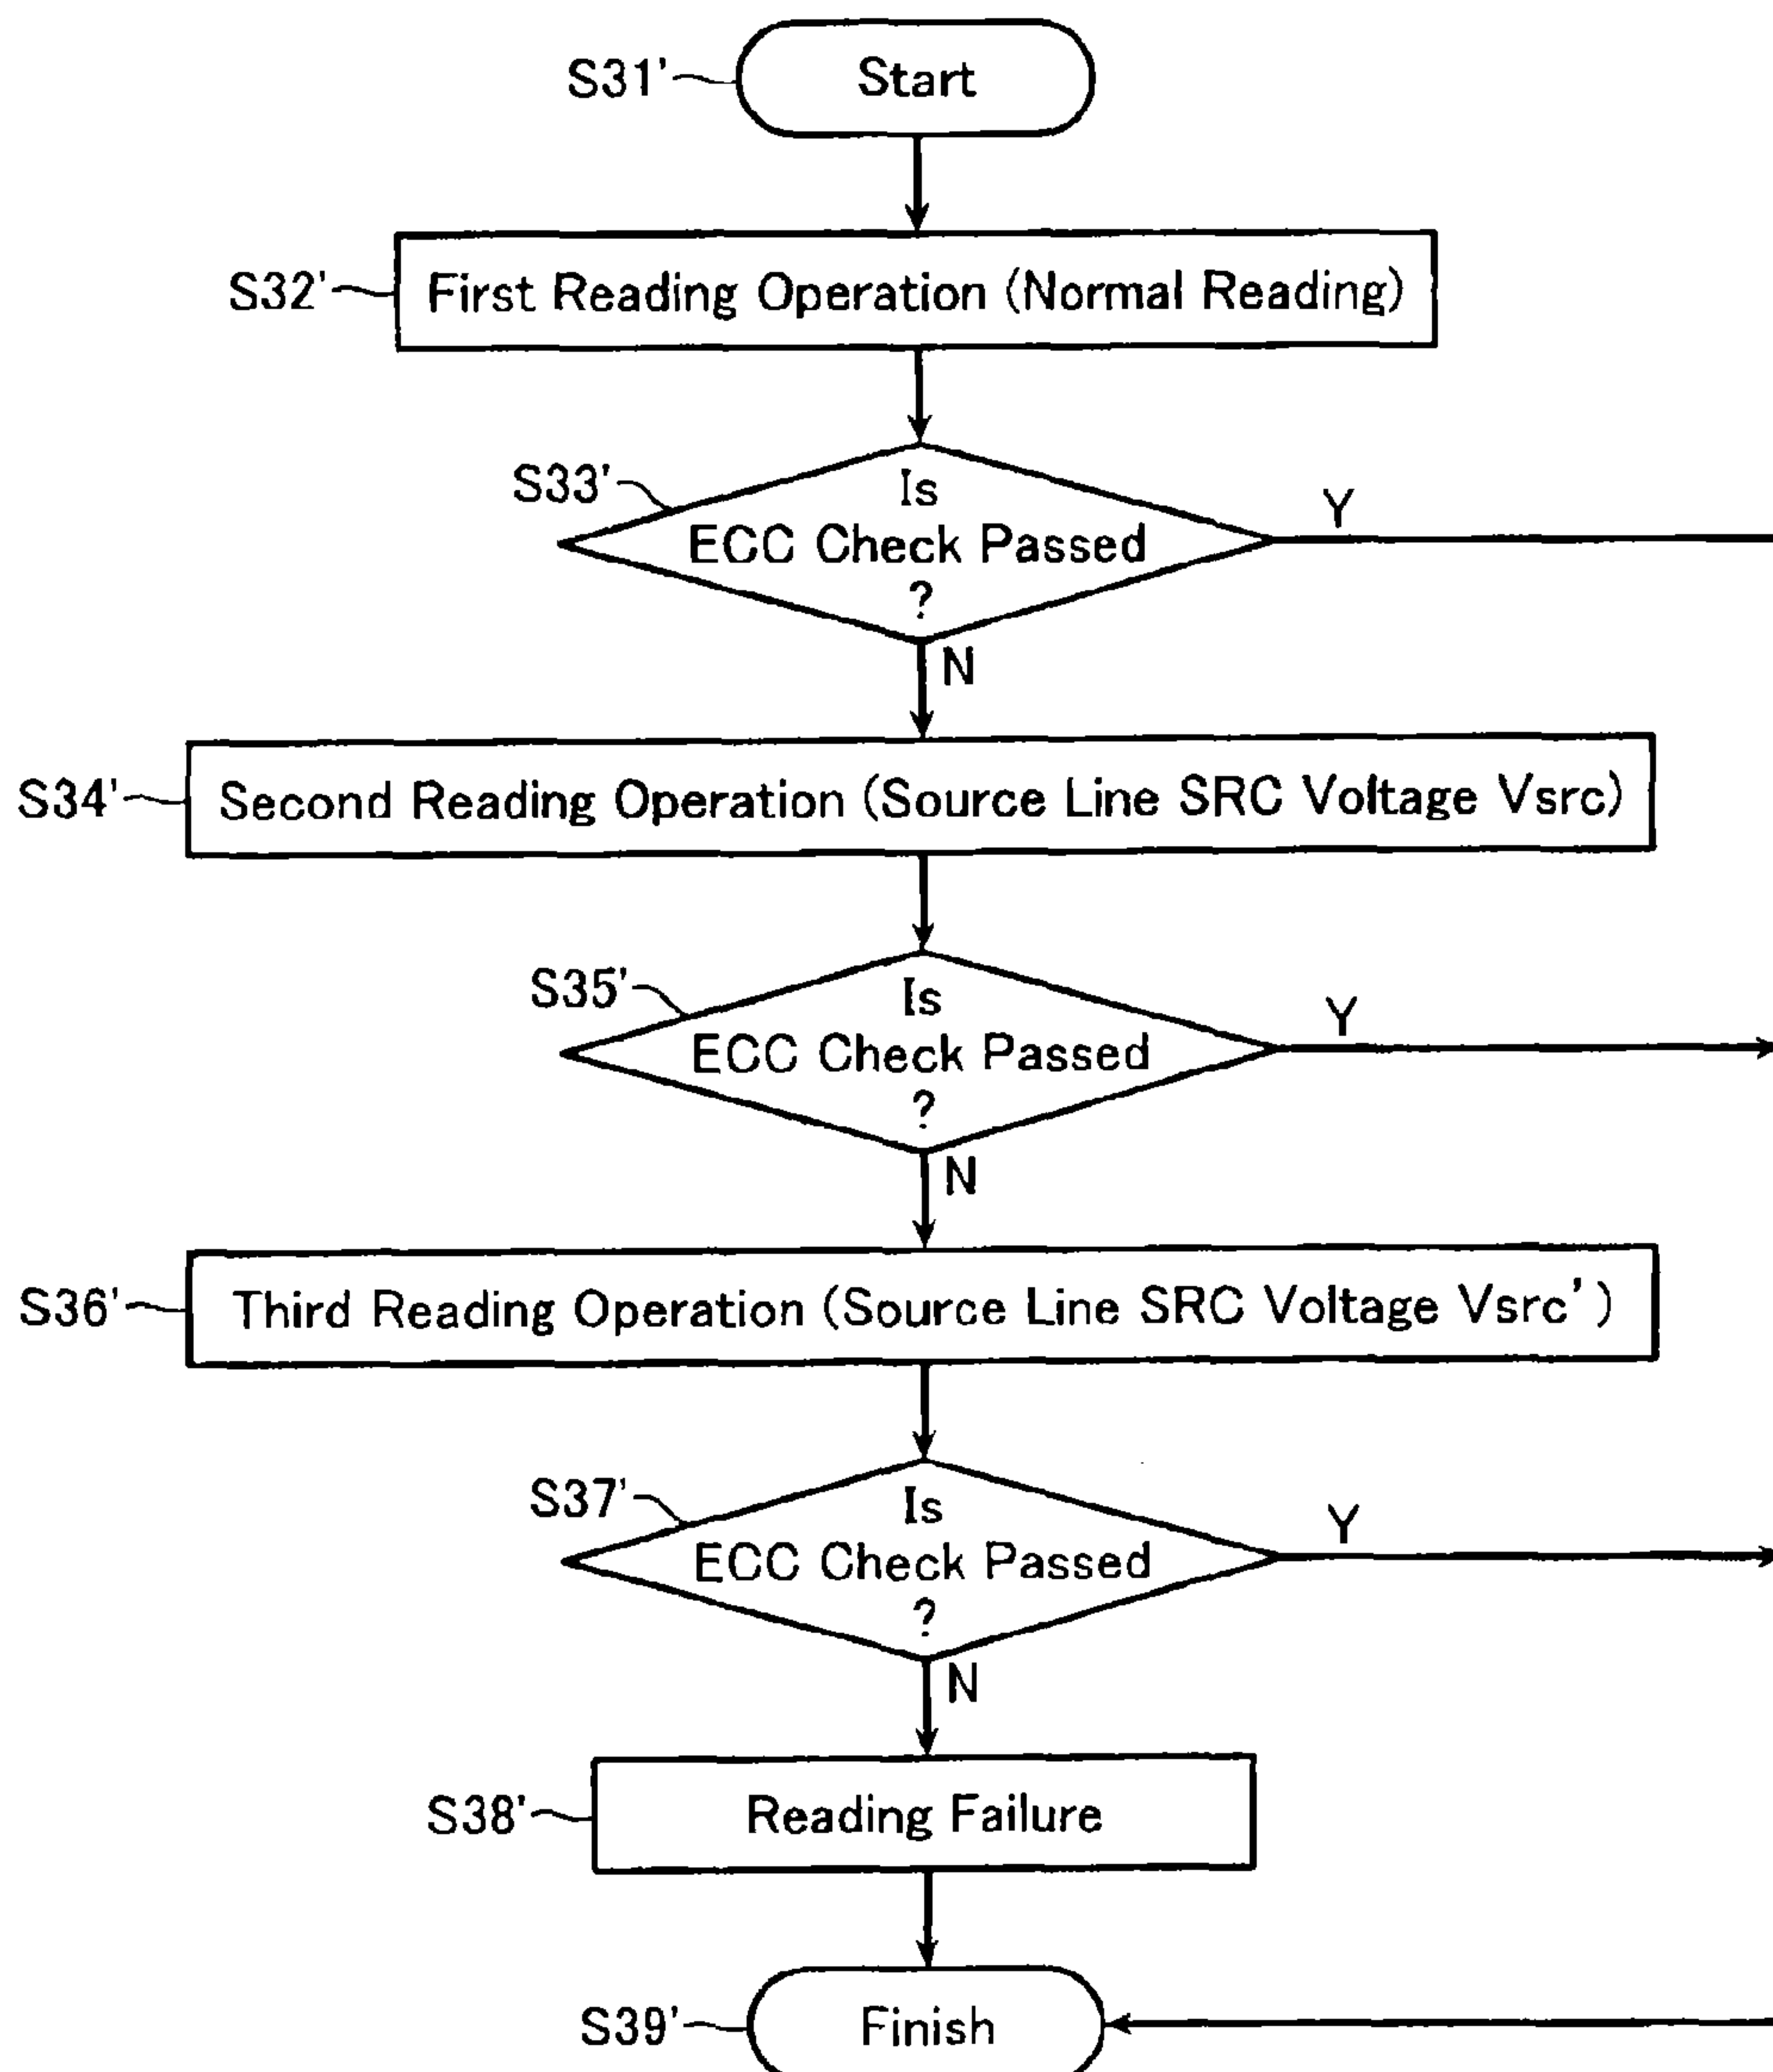 S31'
Start
S32'
First Reading Operation (Normal Reading)
S33'
Is
ECC Check Passed
?
Y
N
S34'
Second Reading Operation (Source Line SRC Voltage Vsrc)
S35'
Is
ECC Check Passed
?
Y
N
S36'
Third Reading Operation (Source Line SRC Voltage Vsrc')
S37'
Is
ECC Check Passed
?
Y
N
S38'
Reading Failure
S39'
Finish